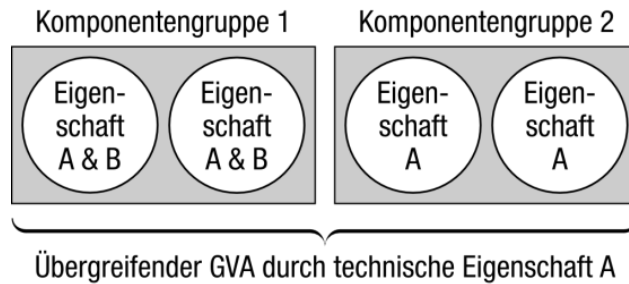 Komponentengruppe 1 Komponentengruppe 2
Eigen- Eigen- Eigen- Eigen-
schaft schaft schaft schaft
A & B A & B A A
Übergreifender GVA durch technische Eigenschaft A